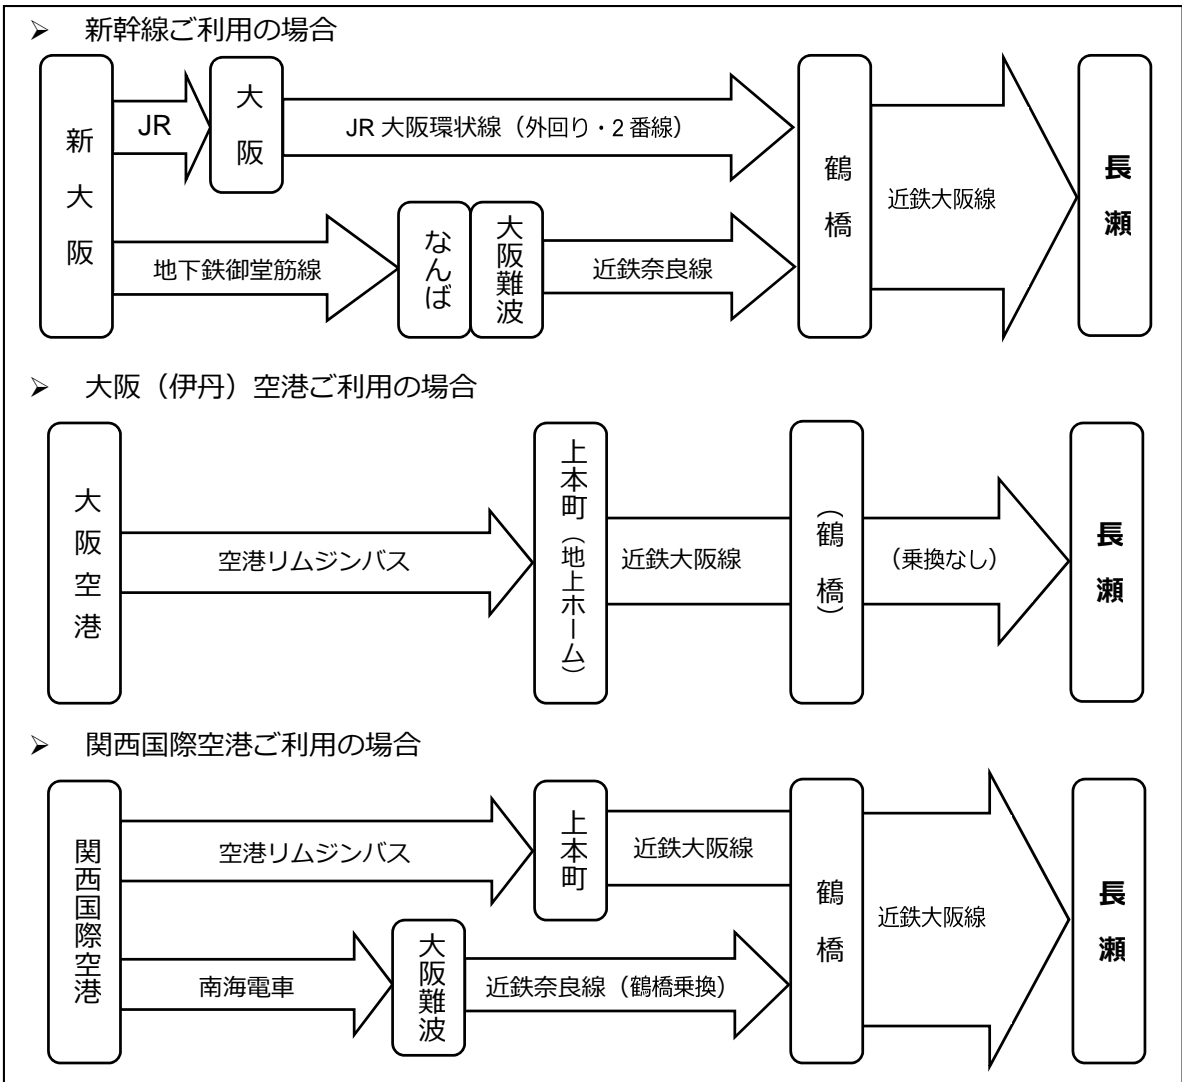 ➢ 新幹線ご利用の場合
新大阪
JR
大阪
JR 大阪環状線（外回り・2 番線）
地下鉄御堂筋線
なんば
大阪難波
近鉄奈良線
鶴橋
近鉄大阪線
長瀬
➢ 大阪（伊丹）空港ご利用の場合
大阪空港
空港リムジンバス
上本町（地上ホーム）
近鉄大阪線
（鶴橋）
（乗換なし）
長瀬
➢ 関西国際空港ご利用の場合
関西国際空港
空港リムジンバス
上本町
近鉄大阪線
南海電車
大阪難波
近鉄奈良線（鶴橋乗換）
鶴橋
近鉄大阪線
長瀬